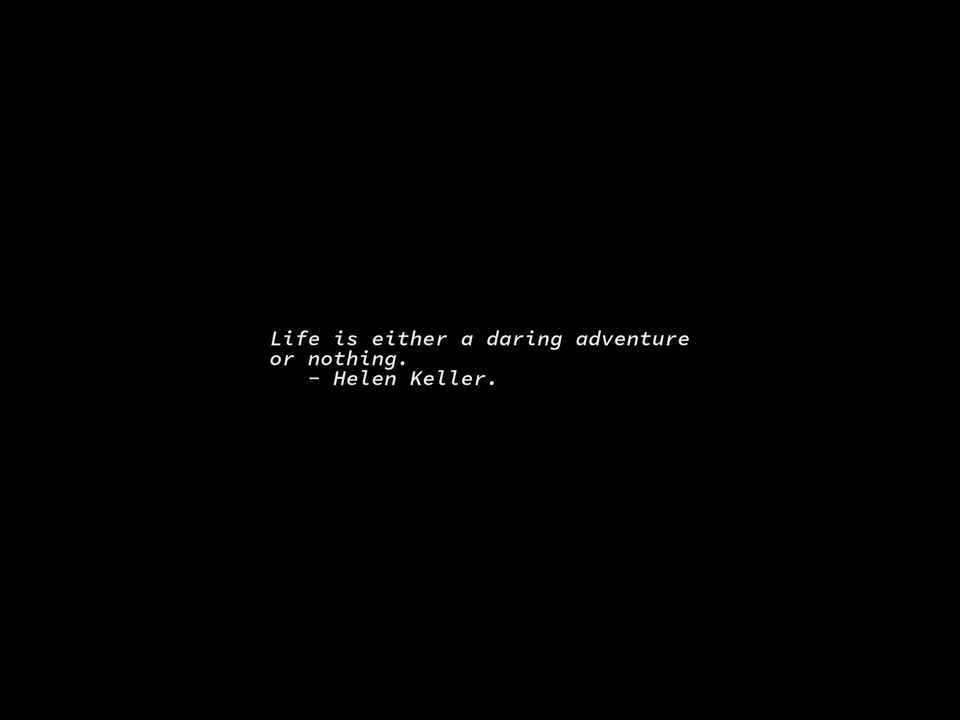 Life is either a daring adventure
or nothing.
– Helen Keller.